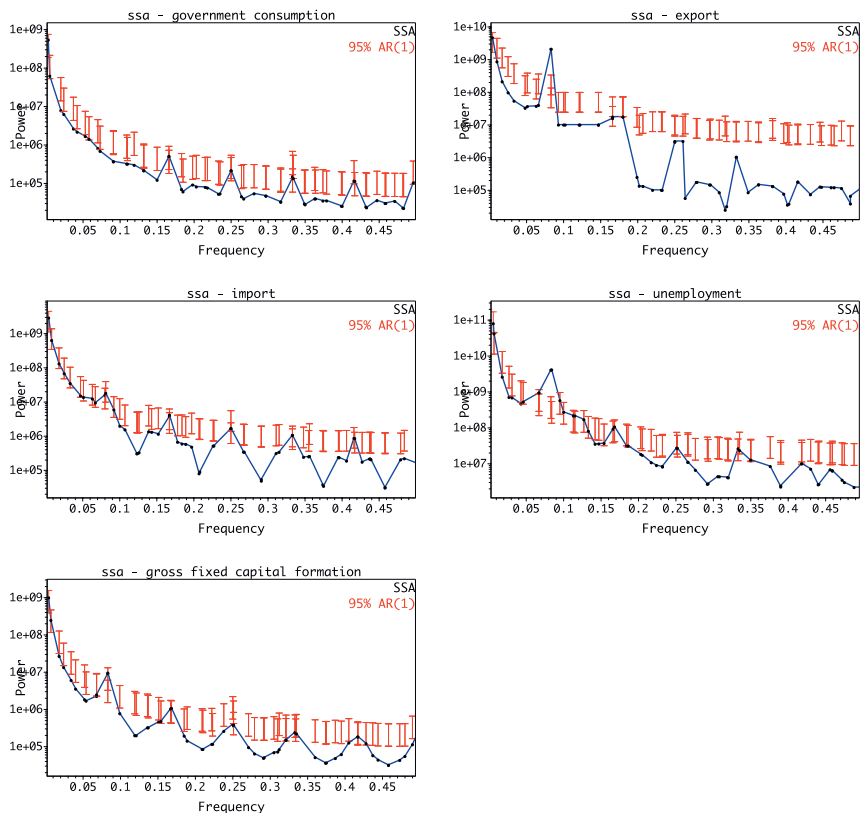 ssa - government consumption
SSA
95% AR(1)
1e+09
1e+08
1e+07
1e+06
1e+05
Power
0.05 0.1 0.15 0.2 0.25 0.3 0.35 0.4 0.45
Frequency
ssa - export
SSA
95% AR(1)
1e+10
1e+09
1e+08
1e+07
1e+06
1e+05
Power
0.05 0.1 0.15 0.2 0.25 0.3 0.35 0.4 0.45
Frequency
ssa - import
SSA
95% AR(1)
1e+09
1e+08
1e+07
1e+06
1e+05
Power
0.05 0.1 0.15 0.2 0.25 0.3 0.35 0.4 0.45
Frequency
ssa - unemployment
SSA
95% AR(1)
1e+11
1e+10
1e+09
1e+08
1e+07
Power
0.05 0.1 0.15 0.2 0.25 0.3 0.35 0.4 0.45
Frequency
ssa - gross fixed capital formation
SSA
95% AR(1)
1e+09
1e+08
1e+07
1e+06
1e+05
Power
0.05 0.1 0.15 0.2 0.25 0.3 0.35 0.4 0.45
Frequency